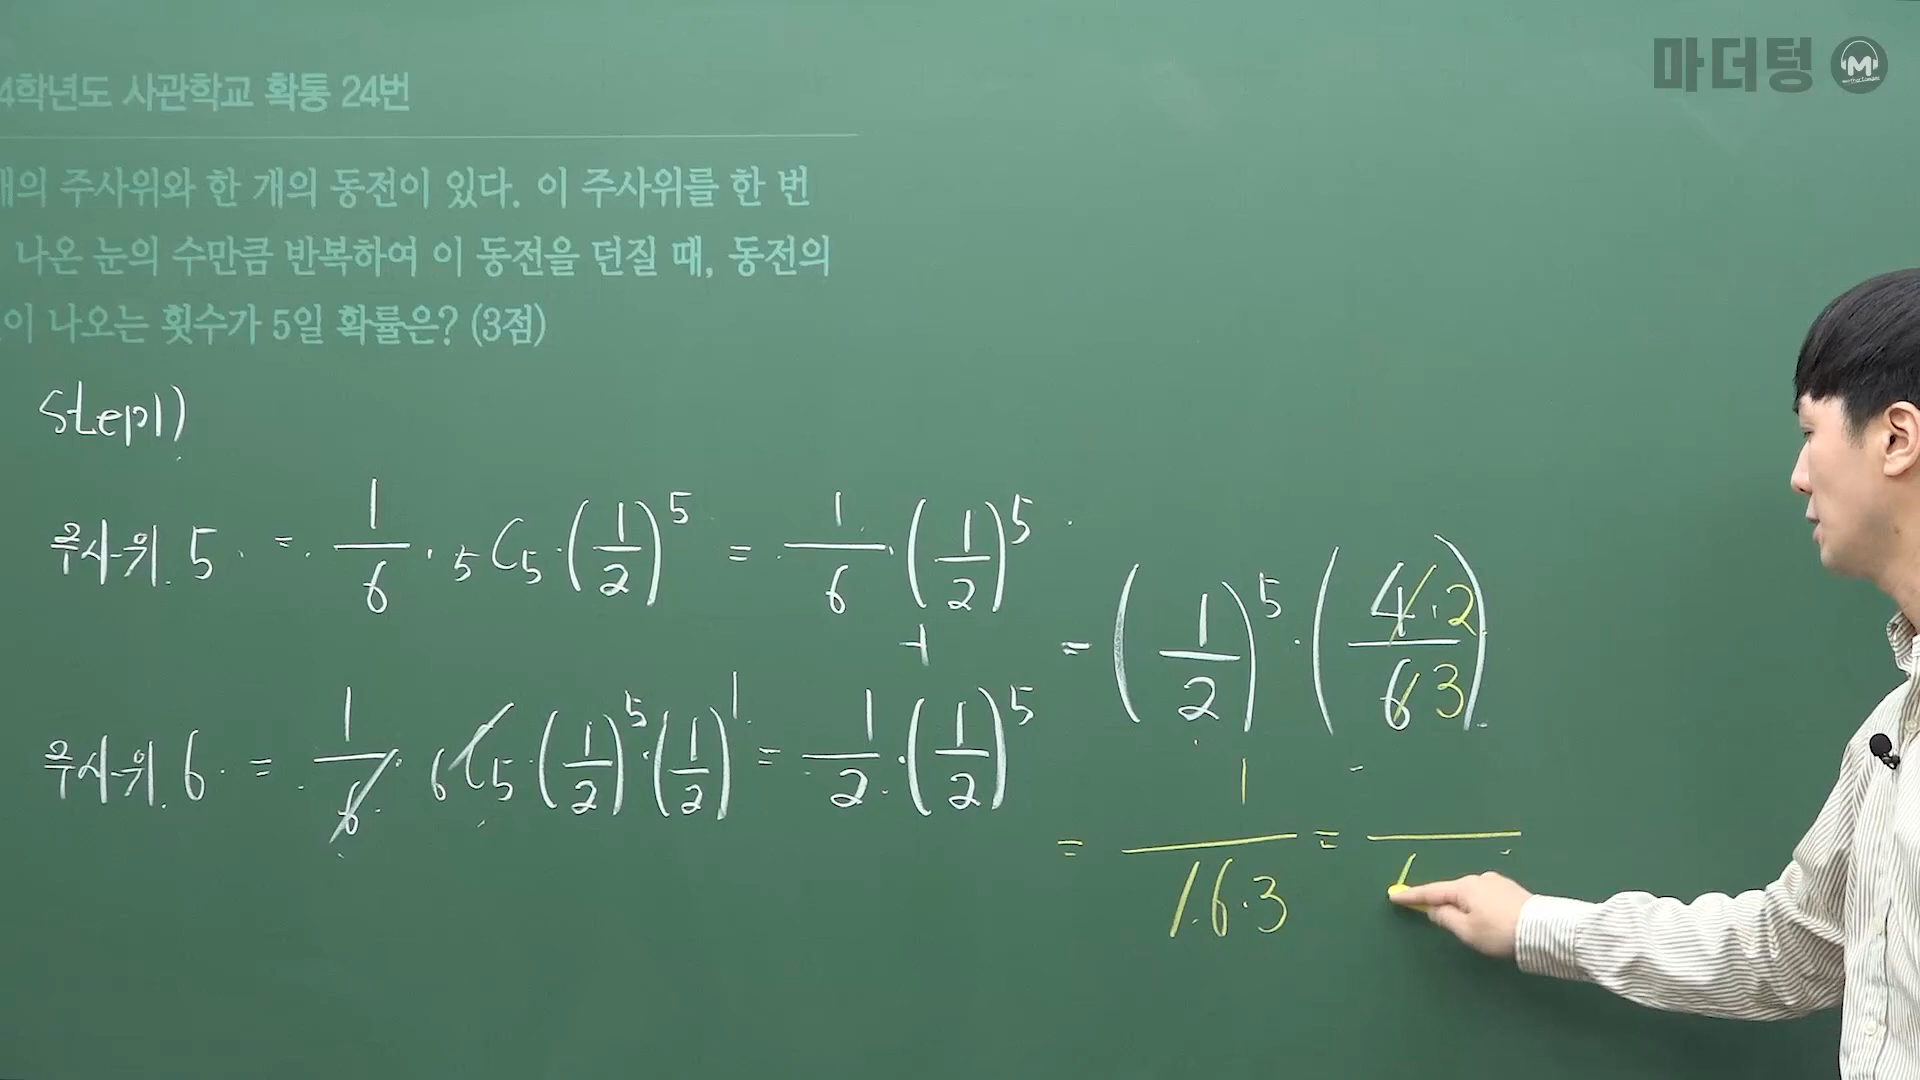 마더텅
4학년도 사관학교 확통 24번
개의 주사위와 한 개의 동전이 있다. 이 주사위를 한 번
나온 눈의 수만큼 반복하여 이 동전을 던질 때, 동전의
이 나오는 횟수가 5일 확률은? (3점)
Step1)
주사위 5 = 1/6 · ₅C₅ · (1/2)^5 = 1/6 · (1/2)^5
+
= (1/2)^5 · (4/6) · 2 3
주사위 6 = 1/6 · ₆C₅ · (1/2)^5 · (1/2)^1 = 1/2 · (1/2)^5
= 1/16·3 =